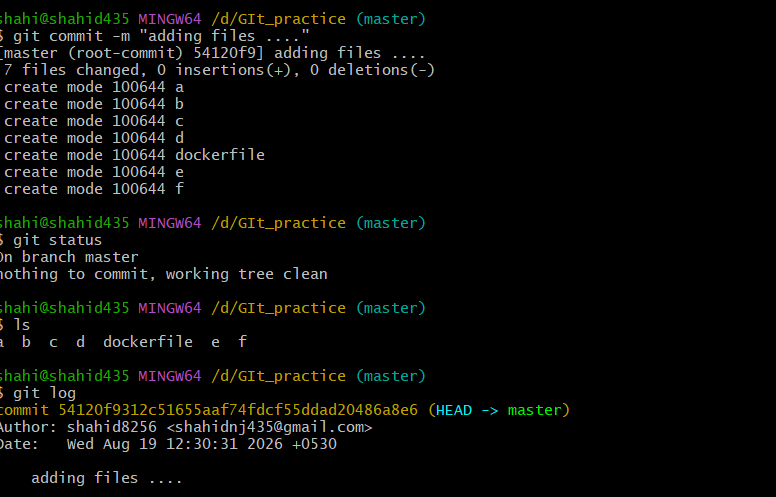 shahi@shahid435 MINGW64 /d/GIt_practice (master)
$ git commit -m "adding files ...."
[master (root-commit) 54120f9] adding files ....
7 files changed, 0 insertions(+), 0 deletions(-)
create mode 100644 a
create mode 100644 b
create mode 100644 c
create mode 100644 d
create mode 100644 dockerfile
create mode 100644 e
create mode 100644 f
shahi@shahid435 MINGW64 /d/GIt_practice (master)
$ git status
On branch master
nothing to commit, working tree clean
shahi@shahid435 MINGW64 /d/GIt_practice (master)
$ ls
a b c d dockerfile e f
shahi@shahid435 MINGW64 /d/GIt_practice (master)
$ git log
commit 54120f9312c51655aaf74fdcf55ddad20486a8e6 (HEAD -> master)
Author: shahid8256 <shahidnj435@gmail.com>
Date: Wed Aug 19 12:30:31 2026 +0530
adding files ....